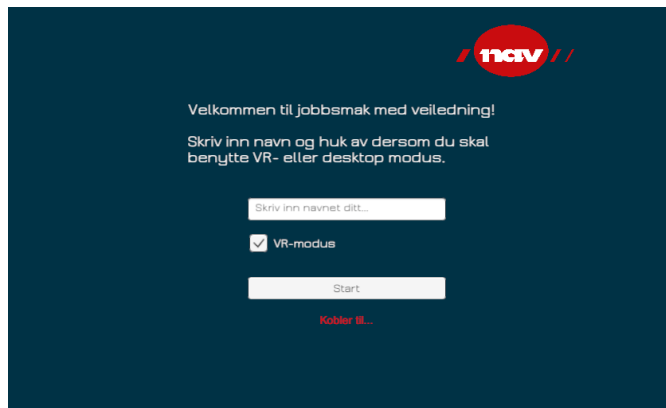 nav
Velkommen til jobbsmak med veiledning!
Skriv inn navn og huk av dersom du skal
benytte VR- eller desktop modus.
Skriv inn navnet ditt...
VR-modus
Start
Kobler til...